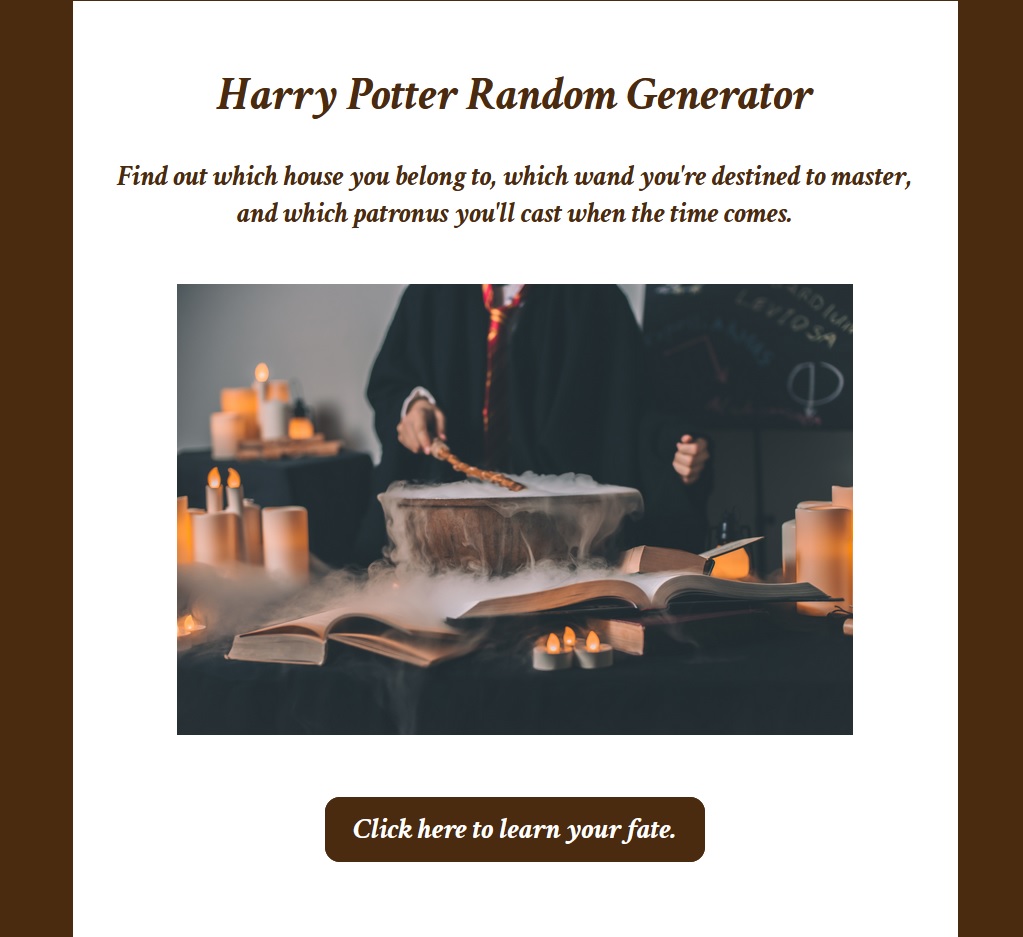 Harry Potter Random Generator
Find out which house you belong to, which wand you're destined to master,
and which patronus you'll cast when the time comes.
LEVIOSA
Click here to learn your fate.